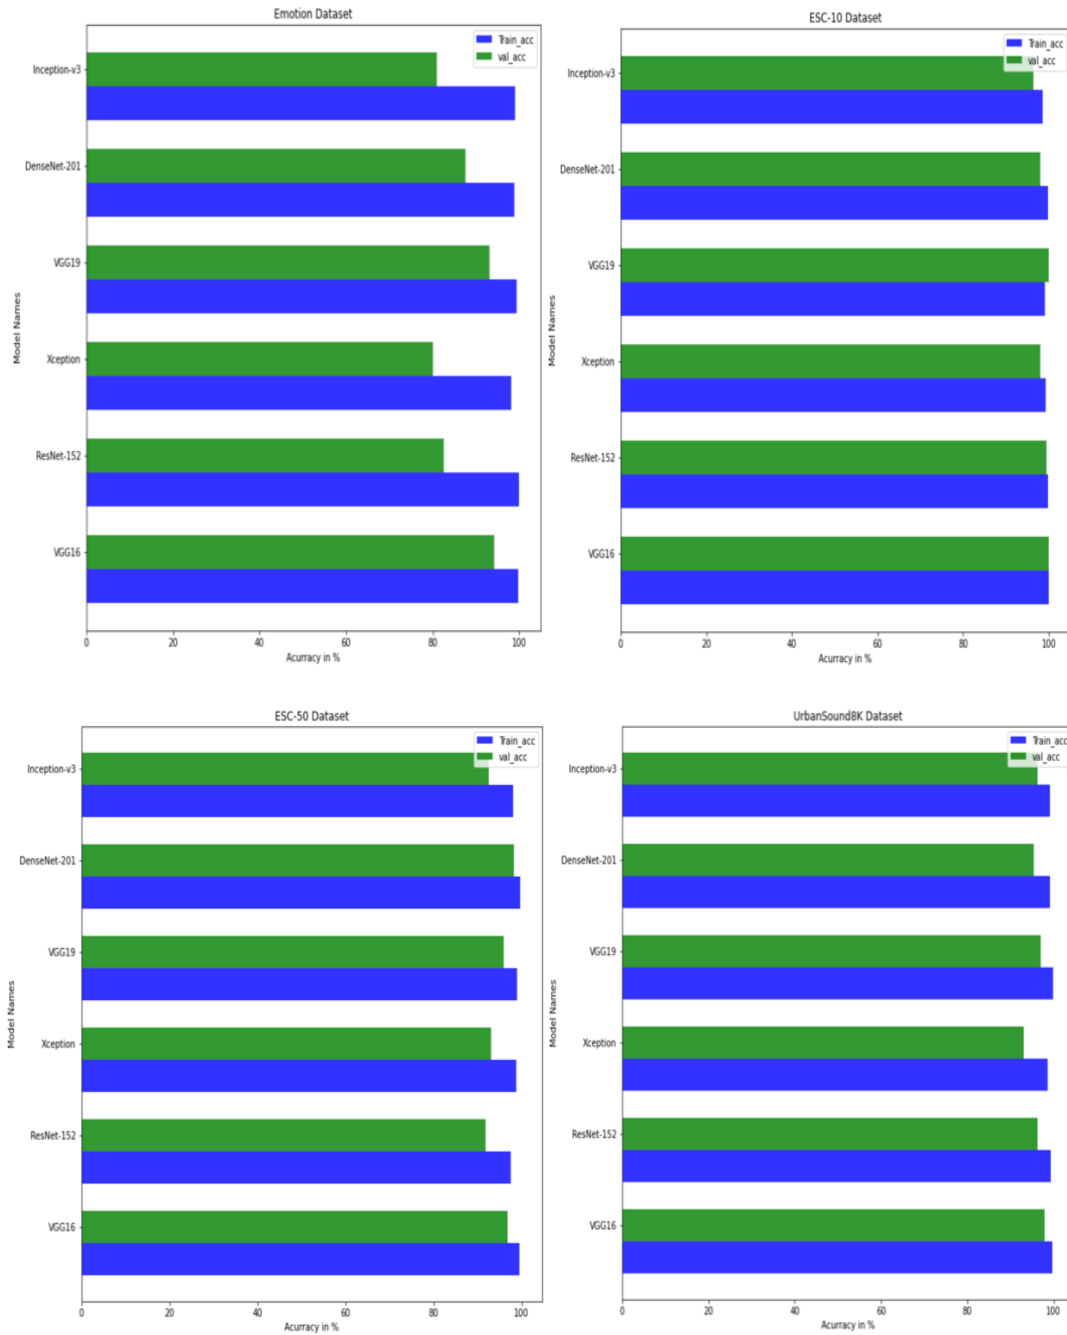 Emotion Dataset
Train_acc
val_acc
Inception-v3
DenseNet-201
VGG19
Xception
ResNet-152
VGG16
Model Names
0 20 40 60 80 100
Acurracy in %
ESC-10 Dataset
Train_acc
val_acc
Inception-v3
DenseNet-201
VGG19
Xception
ResNet-152
VGG16
Model Names
0 20 40 60 80 100
Acurracy in %
ESC-50 Dataset
Train_acc
val_acc
Inception-v3
DenseNet-201
VGG19
Xception
ResNet-152
VGG16
Model Names
0 20 40 60 80 100
Acurracy in %
UrbanSound8K Dataset
Train_acc
val_acc
Inception-v3
DenseNet-201
VGG19
Xception
ResNet-152
VGG16
Model Names
0 20 40 60 80 100
Acurracy in %